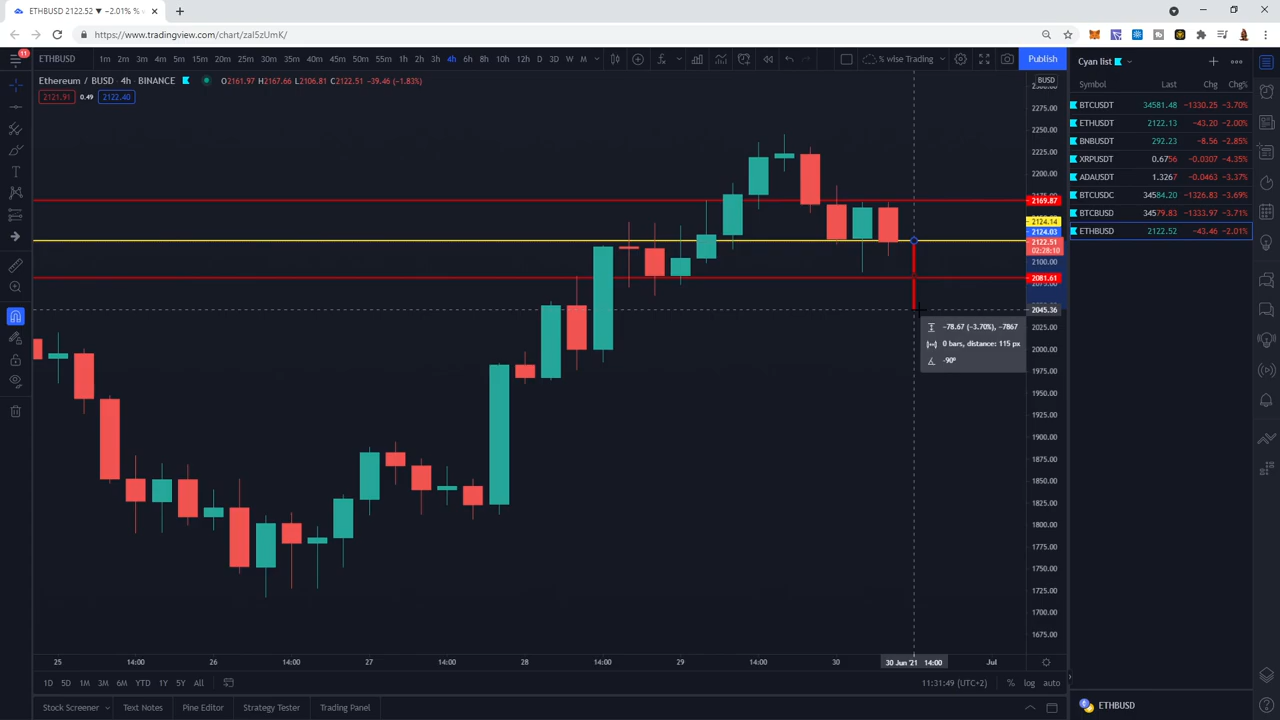 ETHBUSD 2122.52 ▼ −2.01% %
https://www.tradingview.com/chart/zaI5zUmK/
11
ETHBUSD 1m 2m 3m 4m 5m 15m 20m 30m 35m 40m 45m 50m 55m 1h 2h 3h 4h 6h 8h 10h 12h D 3D W M % wise Trading Publish
Ethereum / BUSD · 4h · BINANCE O2161.97 H2167.66 L2106.81 C2122.51 −39.46 (−1.83%)
2121.91 0.49 2122.40
BUSD
2275.00
2250.00
2225.00
2200.00
2169.87
2124.14
2124.03
2122.51
02:28:10
2100.00
2081.61
2045.36
2025.00
2000.00
1975.00
1950.00
1925.00
1900.00
1875.00
1850.00
1825.00
1800.00
1775.00
1750.00
1725.00
1700.00
1675.00
−78.67 (−3.70%), −7867
0 bars, distance: 115 px
-90º
25 14:00 26 14:00 27 14:00 28 14:00 29 14:00 30 30 Jun '21 14:00 Jul
1D 5D 1M 3M 6M YTD 1Y 5Y All 11:31:49 (UTC+2) % log auto
Stock Screener Text Notes Pine Editor Strategy Tester Trading Panel
Cyan list
Symbol Last Chg Chg%
BTCUSDT 34581.48 −1330.25 −3.70%
ETHUSDT 2122.13 −43.20 −2.00%
BNBUSDT 292.23 −8.56 −2.85%
XRPUSDT 0.6756 −0.0307 −4.35%
ADAUSDT 1.3267 −0.0463 −3.37%
BTCUSDC 34584.20 −1326.83 −3.69%
BTCBUSD 34579.83 −1333.97 −3.71%
ETHBUSD 2122.52 −43.46 −2.01%
ETHBUSD